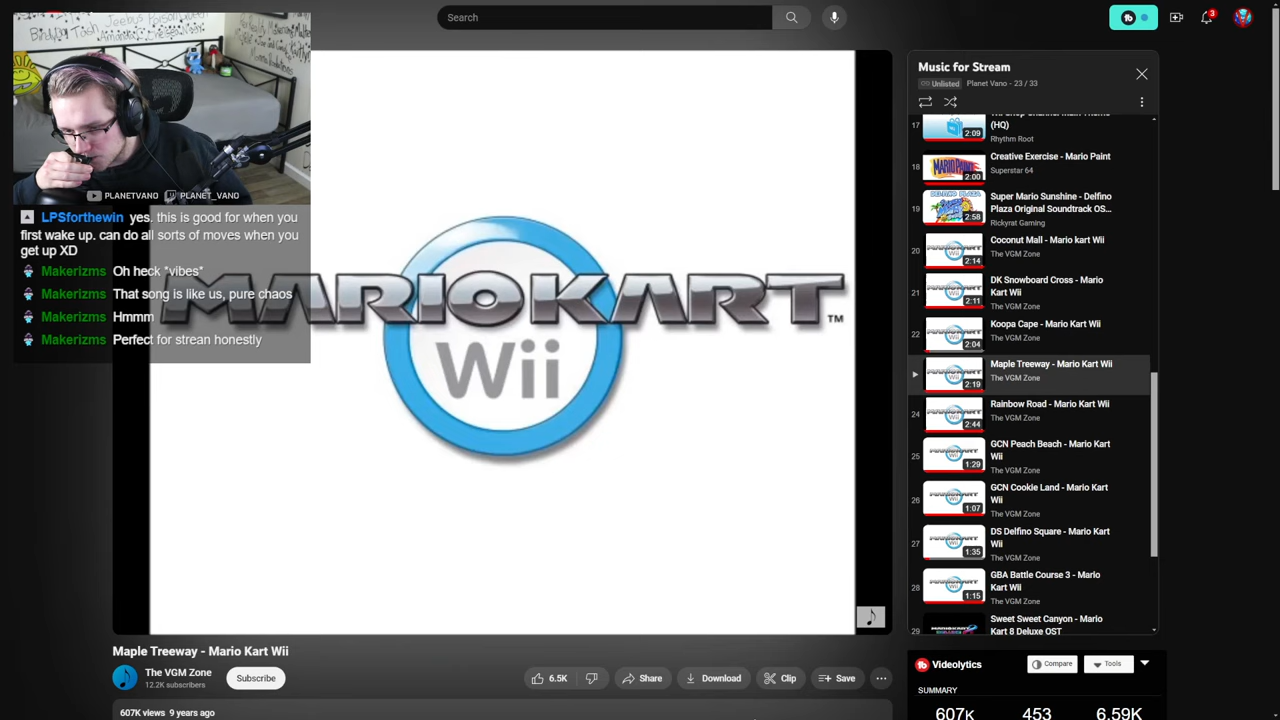 Search
3
PLANETVANO PLANET_VANO
LPSforthewin yes. this is good for when you
first wake up. can do all sorts of moves when you
get up XD
Makerizms Oh heck *vibes*
Makerizms That song is like us, pure chaos
Makerizms Hmmm
Makerizms Perfect for strean honestly
MARIOKART™
Wii
Maple Treeway - Mario Kart Wii
The VGM Zone
12.2K subscribers
Subscribe
6.5K
Share
Download
Clip
Save
607K views 9 years ago
Music for Stream
Unlisted Planet Vano - 23 / 33
17
2:09
(HQ)
Rhythm Root
18
2:00
Creative Exercise - Mario Paint
Superstar 64
19
2:58
Super Mario Sunshine - Delfino
Plaza Original Soundtrack OS...
Rickyrat Gaming
20
2:14
Coconut Mall - Mario kart Wii
The VGM Zone
21
2:11
DK Snowboard Cross - Mario
Kart Wii
The VGM Zone
22
2:04
Koopa Cape - Mario Kart Wii
The VGM Zone
2:19
Maple Treeway - Mario Kart Wii
The VGM Zone
24
2:44
Rainbow Road - Mario Kart Wii
The VGM Zone
25
1:29
GCN Peach Beach - Mario Kart
Wii
The VGM Zone
26
1:07
GCN Cookie Land - Mario Kart
Wii
The VGM Zone
27
1:35
DS Delfino Square - Mario Kart
Wii
The VGM Zone
28
1:15
GBA Battle Course 3 - Mario
Kart Wii
The VGM Zone
29
Sweet Sweet Canyon - Mario
Kart 8 Deluxe OST
Videolytics
Compare
Tools
SUMMARY
607K 453 6.59K